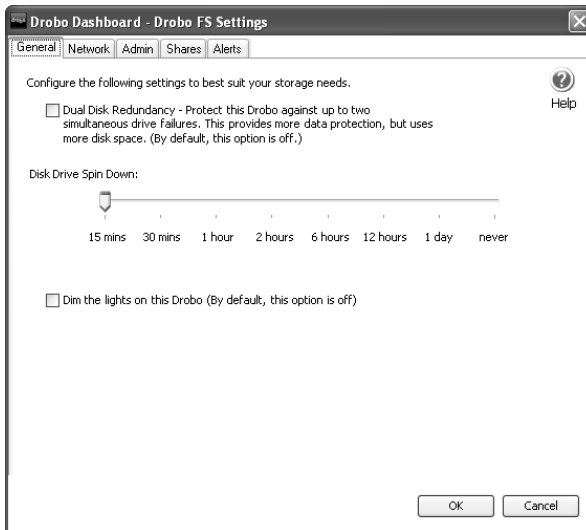 Drobo Dashboard - Drobo FS Settings
General Network Admin Shares Alerts
Configure the following settings to best suit your storage needs.
Help
Dual Disk Redundancy - Protect this Drobo against up to two
simultaneous drive failures. This provides more data protection, but uses
more disk space. (By default, this option is off.)
Disk Drive Spin Down:
15 mins 30 mins 1 hour 2 hours 6 hours 12 hours 1 day never
Dim the lights on this Drobo (By default, this option is off)
OK Cancel